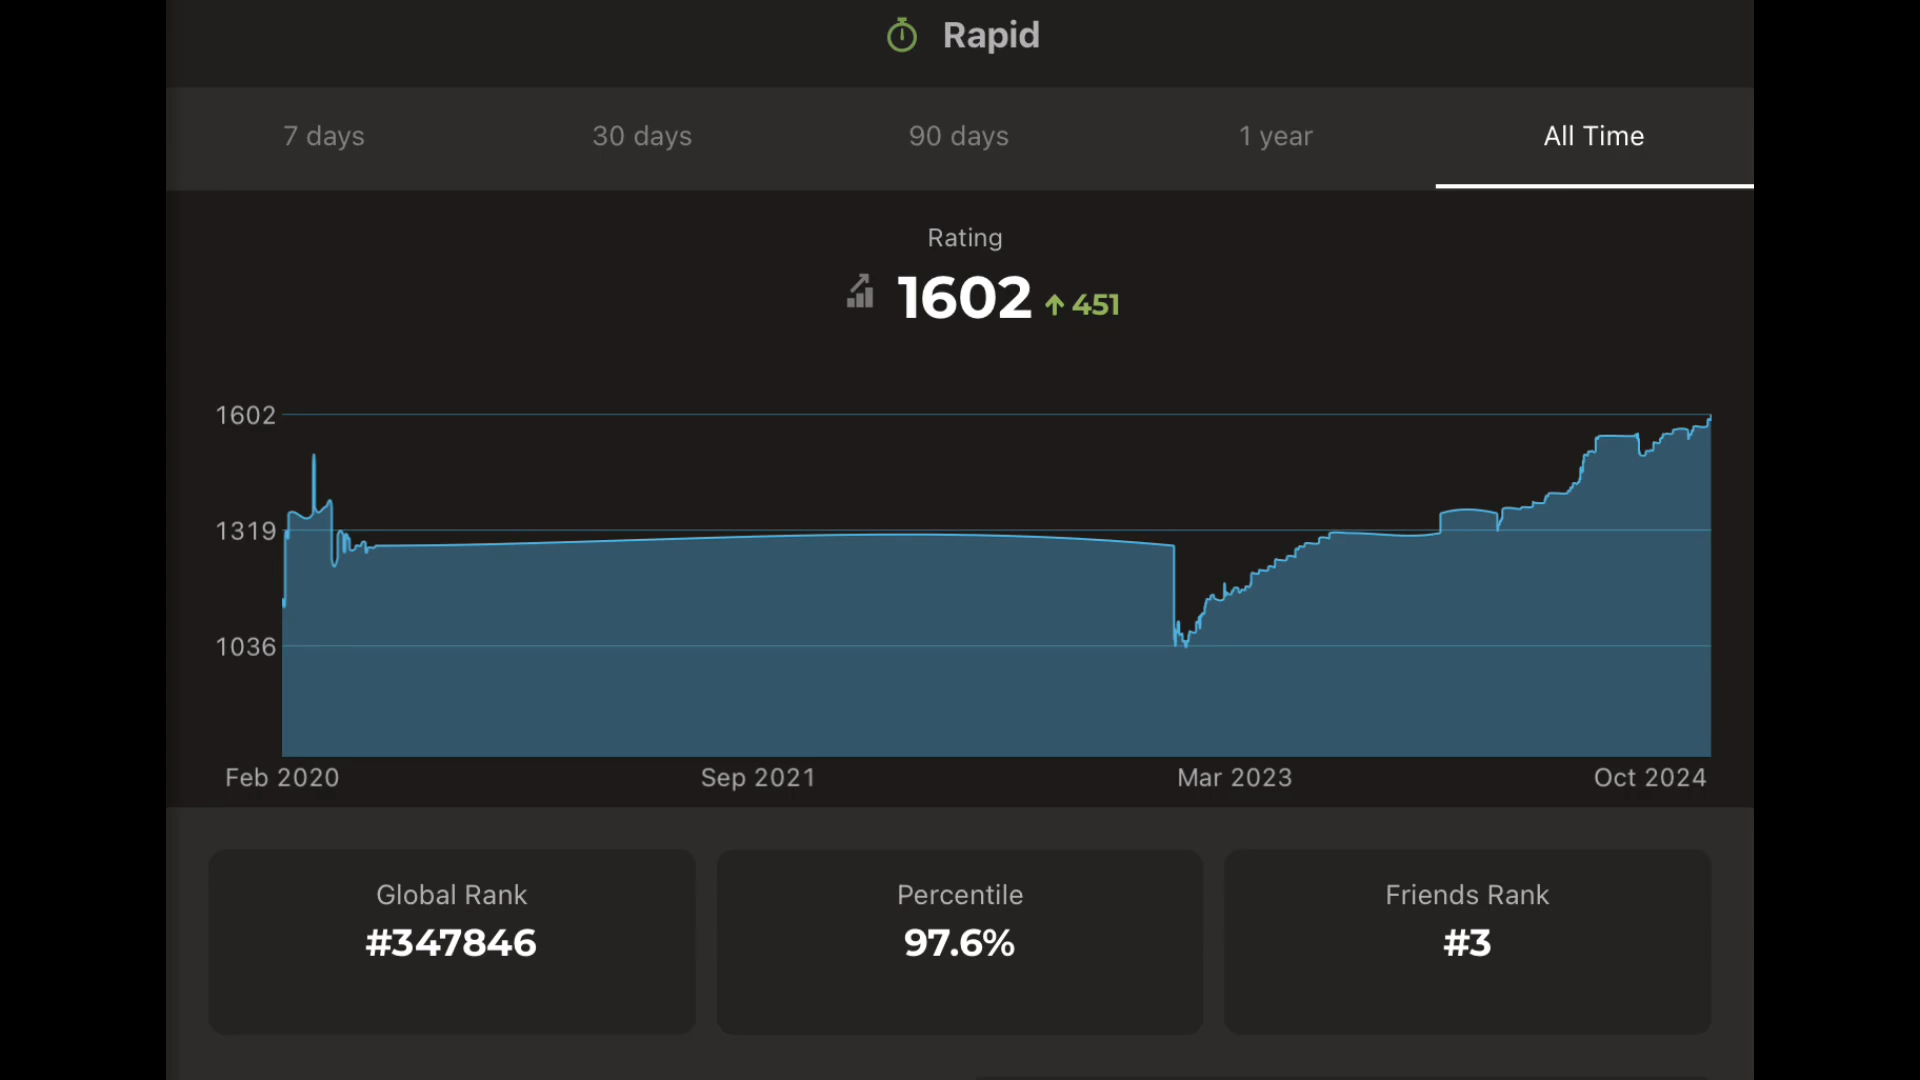 Rapid
7 days
30 days
90 days
1 year
All Time
Rating
1602 451
1602
1319
1036
Feb 2020
Sep 2021
Mar 2023
Oct 2024
Global Rank
#347846
Percentile
97.6%
Friends Rank
#3